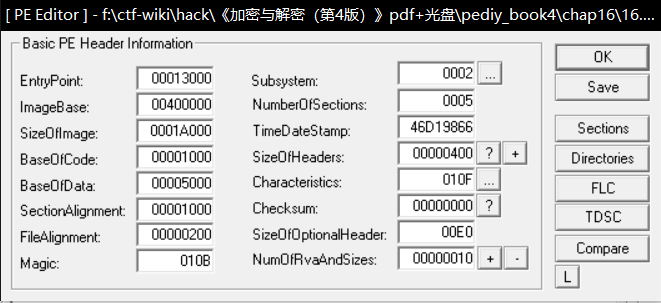 [ PE Editor ] - f:\ctf-wiki\hack\《加密与解密（第4版）》pdf+光盘\pediy_book4\chap16\16....
Basic PE Header Information
EntryPoint: 00013000
ImageBase: 00400000
SizeOfImage: 0001A000
BaseOfCode: 00001000
BaseOfData: 00005000
SectionAlignment: 00001000
FileAlignment: 00000200
Magic: 010B
Subsystem: 0002 ...
NumberOfSections: 0005
TimeDateStamp: 46D19866
SizeOfHeaders: 00000400 ? +
Characteristics: 010F ...
Checksum: 00000000 ?
SizeOfOptionalHeader: 00E0
NumOfRvaAndSizes: 00000010 + -
OK
Save
Sections
Directories
FLC
TDSC
Compare
L